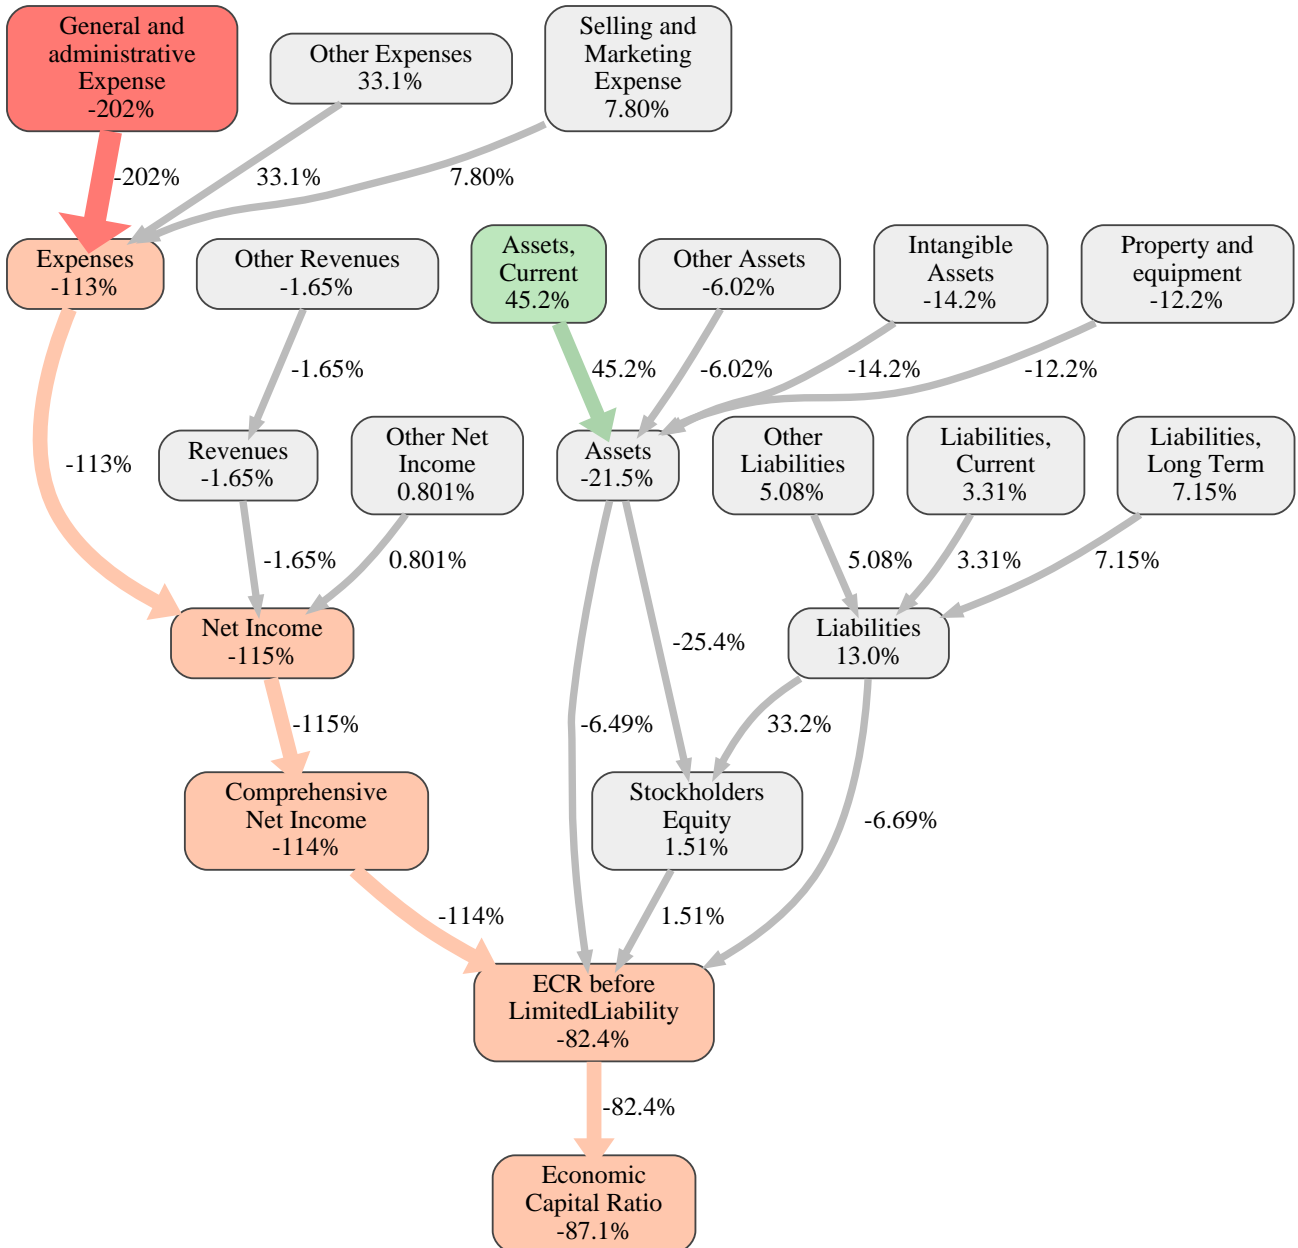 General and
administrative
Expense
-202%
Other Expenses
33.1%
Selling and
Marketing
Expense
7.80%
-202%
33.1%
7.80%
Expenses
-113%
Other Revenues
-1.65%
Assets,
Current
45.2%
Other Assets
-6.02%
Intangible
Assets
-14.2%
Property and
equipment
-12.2%
-1.65%
45.2%
-6.02%
-14.2%
-12.2%
-113%
Revenues
-1.65%
Other Net
Income
0.801%
Assets
-21.5%
Other
Liabilities
5.08%
Liabilities,
Current
3.31%
Liabilities,
Long Term
7.15%
-1.65%
0.801%
5.08%
3.31%
7.15%
Net Income
-115%
-25.4%
Liabilities
13.0%
-115%
-6.49%
33.2%
Comprehensive
Net Income
-114%
Stockholders
Equity
1.51%
-6.69%
-114%
1.51%
ECR before
LimitedLiability
-82.4%
-82.4%
Economic
Capital Ratio
-87.1%